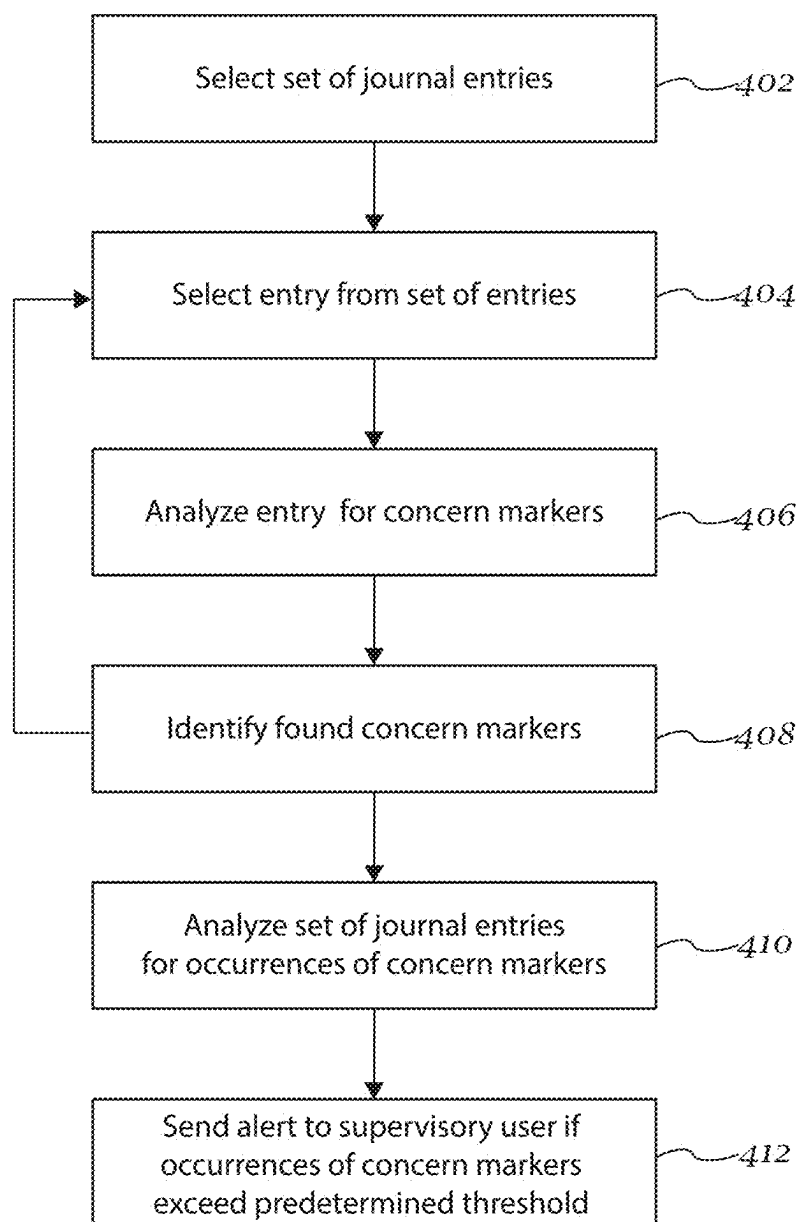 Select set of journal entries
402
Select entry from set of entries
404
Analyze entry for concern markers
406
Identify found concern markers
408
Analyze set of journal entries
for occurrences of concern markers
410
Send alert to supervisory user if
occurrences of concern markers
exceed predetermined threshold
412